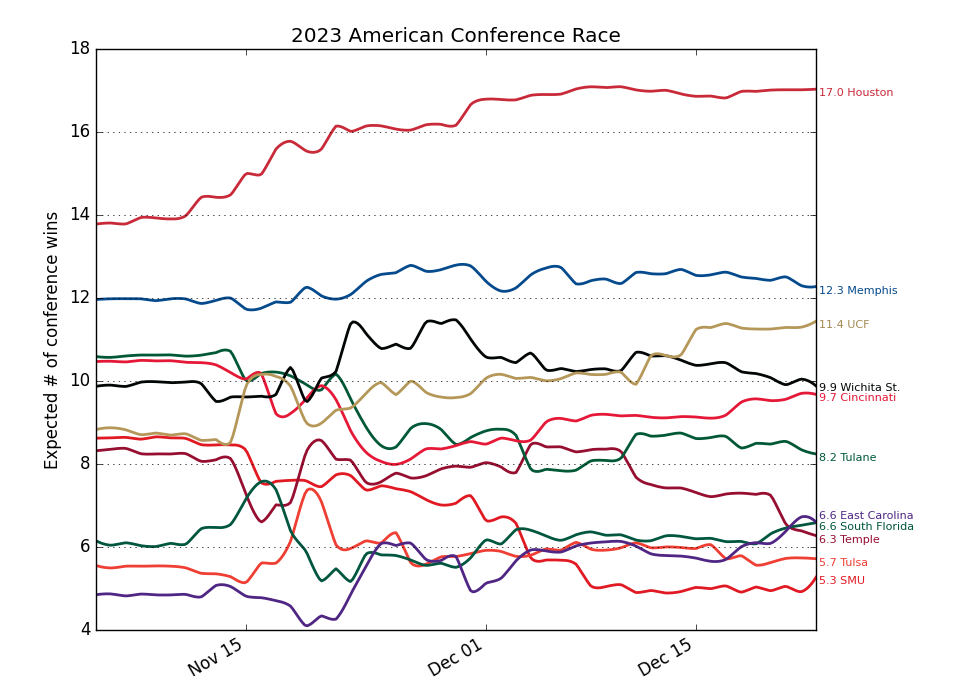 2023 American Conference Race
Expected # of conference wins
18
16
14
12
10
8
6
4
Nov 15
Dec 01
Dec 15
17.0 Houston
12.3 Memphis
11.4 UCF
9.9 Wichita St.
9.7 Cincinnati
8.2 Tulane
6.6 East Carolina
6.6 South Florida
6.3 Temple
5.7 Tulsa
5.3 SMU